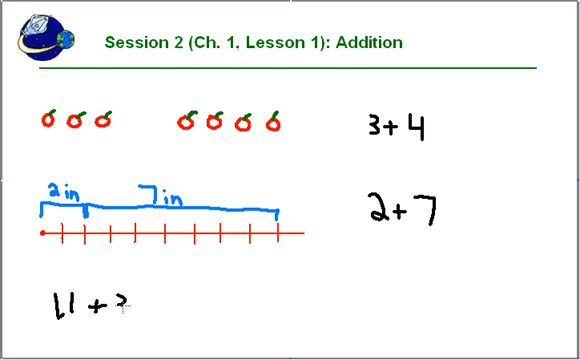 Session 2 (Ch. 1, Lesson 1): Addition
3+4
2 in 7 in
2+7
11 +